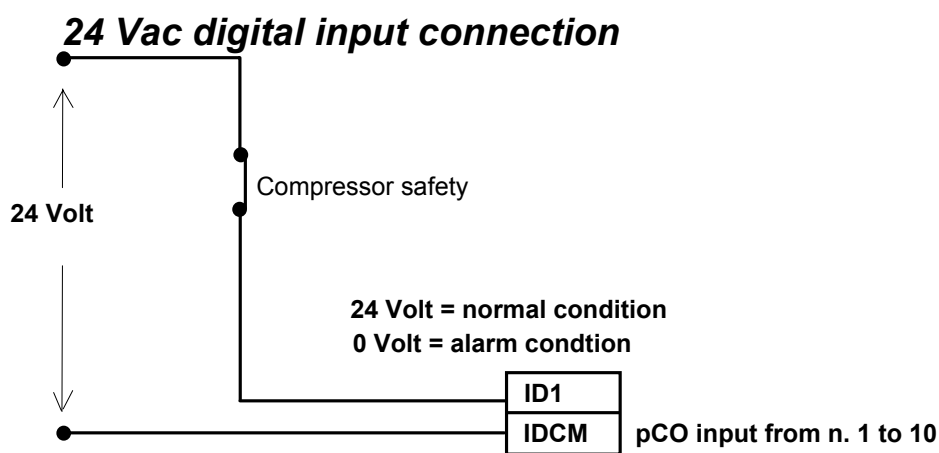 24 Vac digital input connection
Compressor safety
24 Volt
24 Volt = normal condition
0 Volt = alarm condtion
ID1
IDCM
pCO input from n. 1 to 10